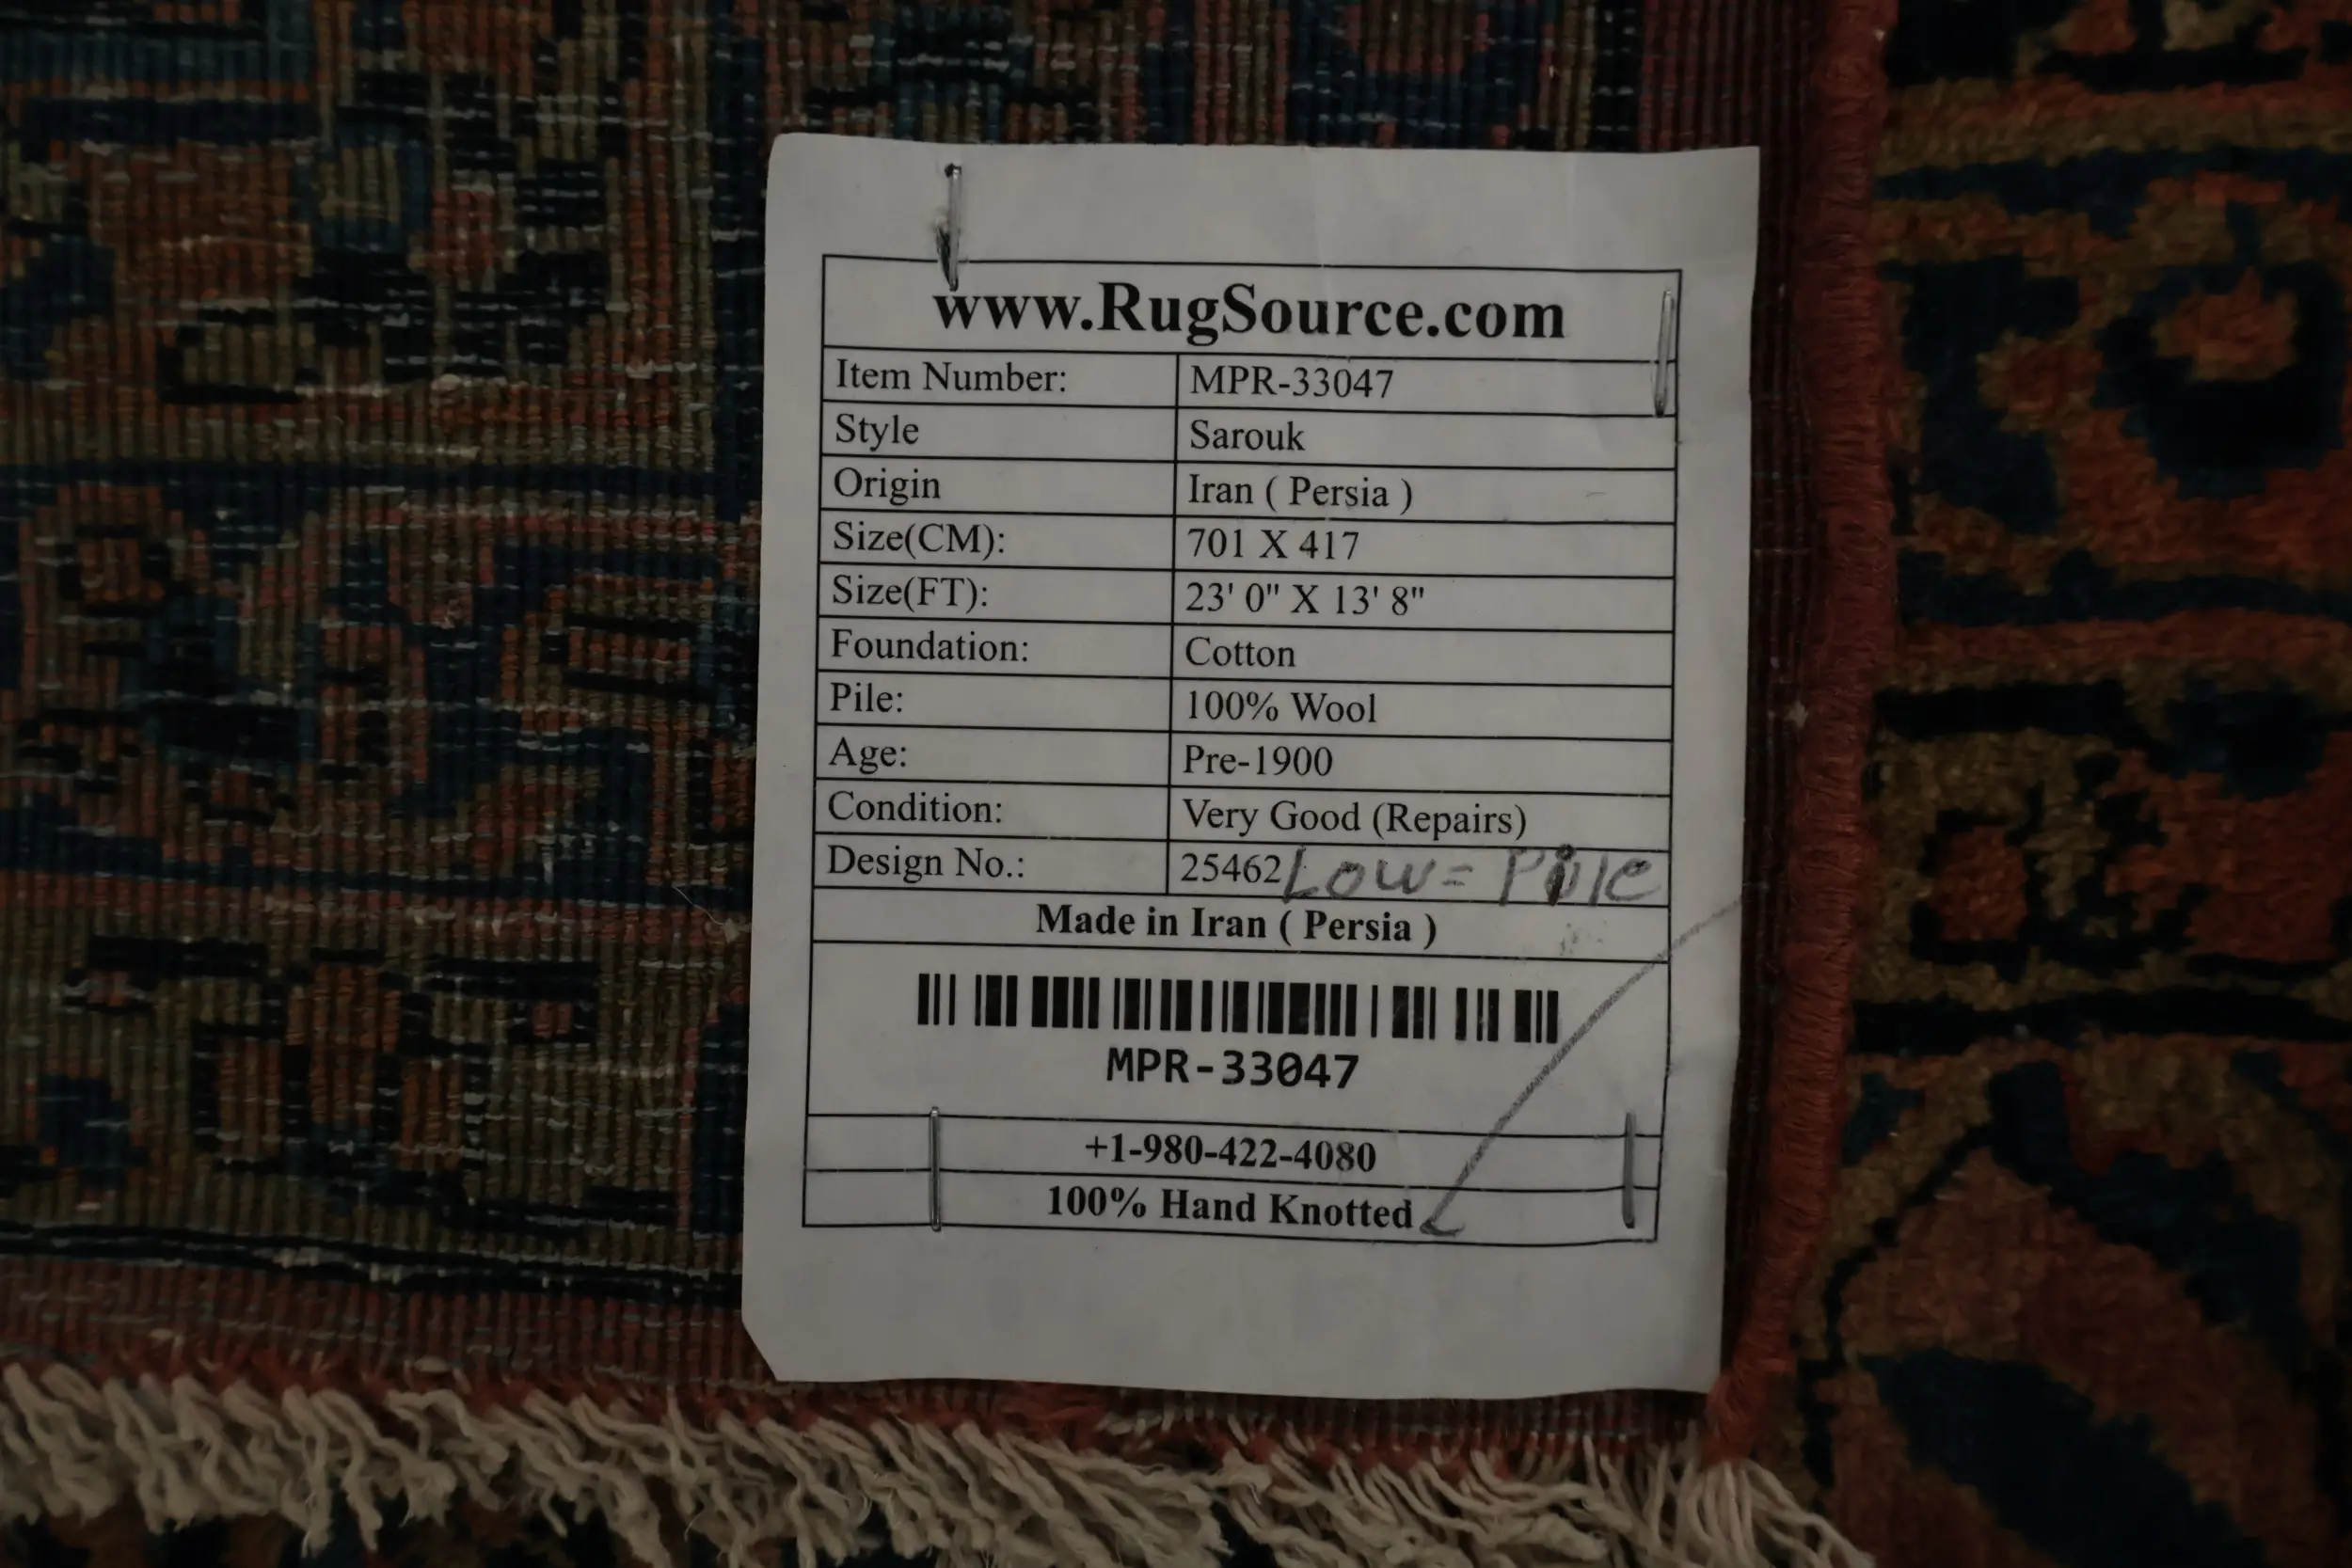 www.RugSource.com
Item Number: MPR-33047
Style Sarouk
Origin Iran ( Persia )
Size(CM): 701 X 417
Size(FT): 23' 0" X 13' 8"
Foundation: Cotton
Pile: 100% Wool
Age: Pre-1900
Condition: Very Good (Repairs)
Design No.: 25462 Low= Pile
Made in Iran ( Persia )
MPR-33047
+1-980-422-4080
100% Hand Knotted